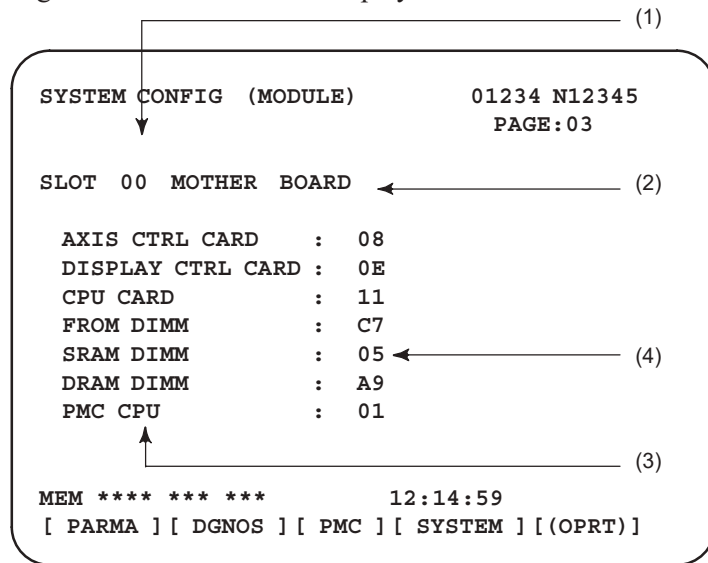 (1)
SYSTEM CONFIG (MODULE) 01234 N12345
PAGE:03
SLOT 00 MOTHER BOARD (2)
AXIS CTRL CARD : 08
DISPLAY CTRL CARD : 0E
CPU CARD : 11
FROM DIMM : C7
SRAM DIMM : 05 (4)
DRAM DIMM : A9
PMC CPU : 01
(3)
MEM **** *** *** 12:14:59
[ PARMA ] [ DGNOS ] [ PMC ] [ SYSTEM ] [(OPRT)]